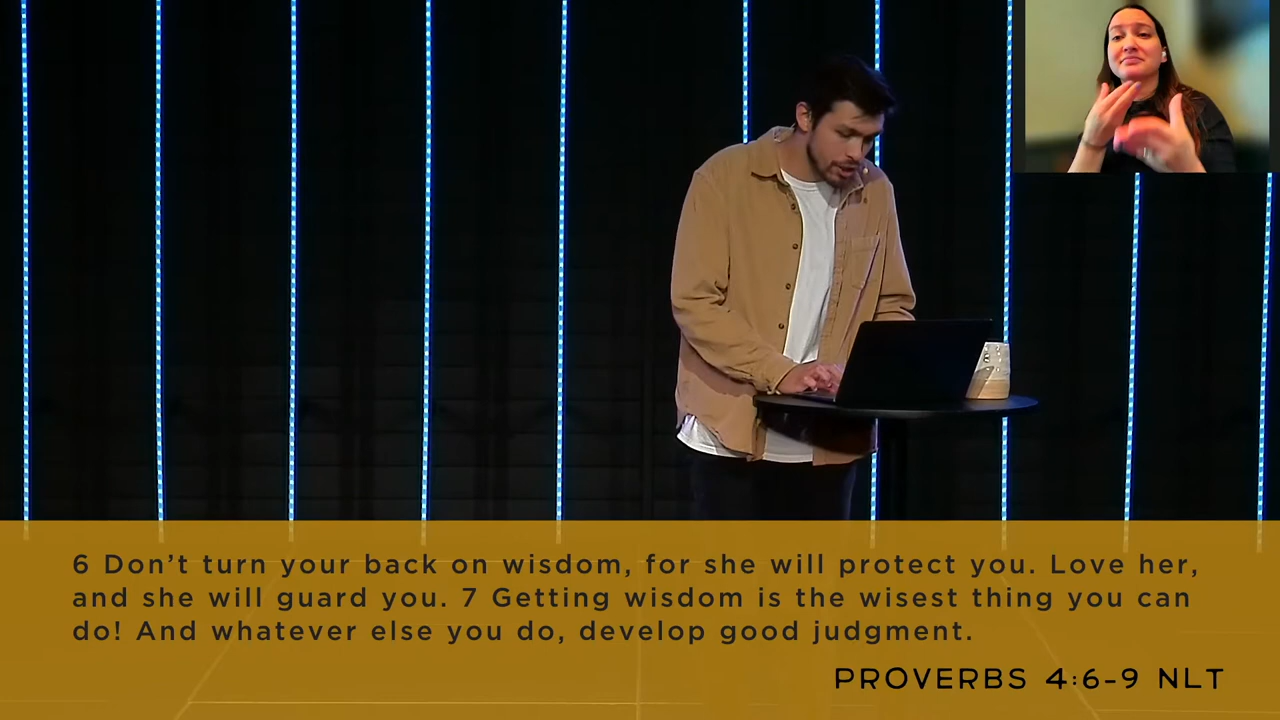 6 Don’t turn your back on wisdom, for she will protect you. Love her,
and she will guard you. 7 Getting wisdom is the wisest thing you can
do! And whatever else you do, develop good judgment.
PROVERBS 4:6-9 NLT